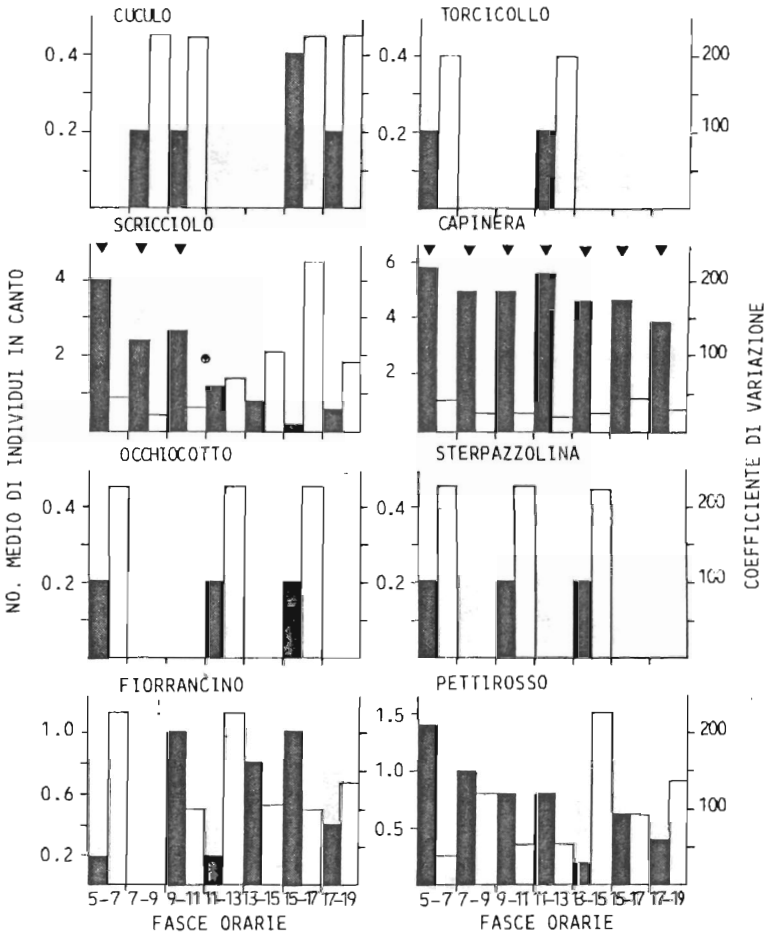 CUCULO TORCICOLLO
0.4 0.4 200
0.2 0.2 100
SCRICCIOLO CAPINERA
4 6 200
4
2 2 100
OCCHIOCOTTO STERPAZZOLINA
0.4 0.4 200
0.2 0.2 100
FIORRANCINO PETTIROSSO
1.0 1.5 200
0.6 1.0 100
0.2 0.5
5-7 7-9 9-11 11-13 13-15 15-17 17-19 5-7 7-9 9-11 11-13 13-15 15-17 17-19
FASCE ORARIE FASCE ORARIE
NO. MEDIO DI INDIVIDUI IN CANTO
COEFFICIENTE DI VARIAZIONE